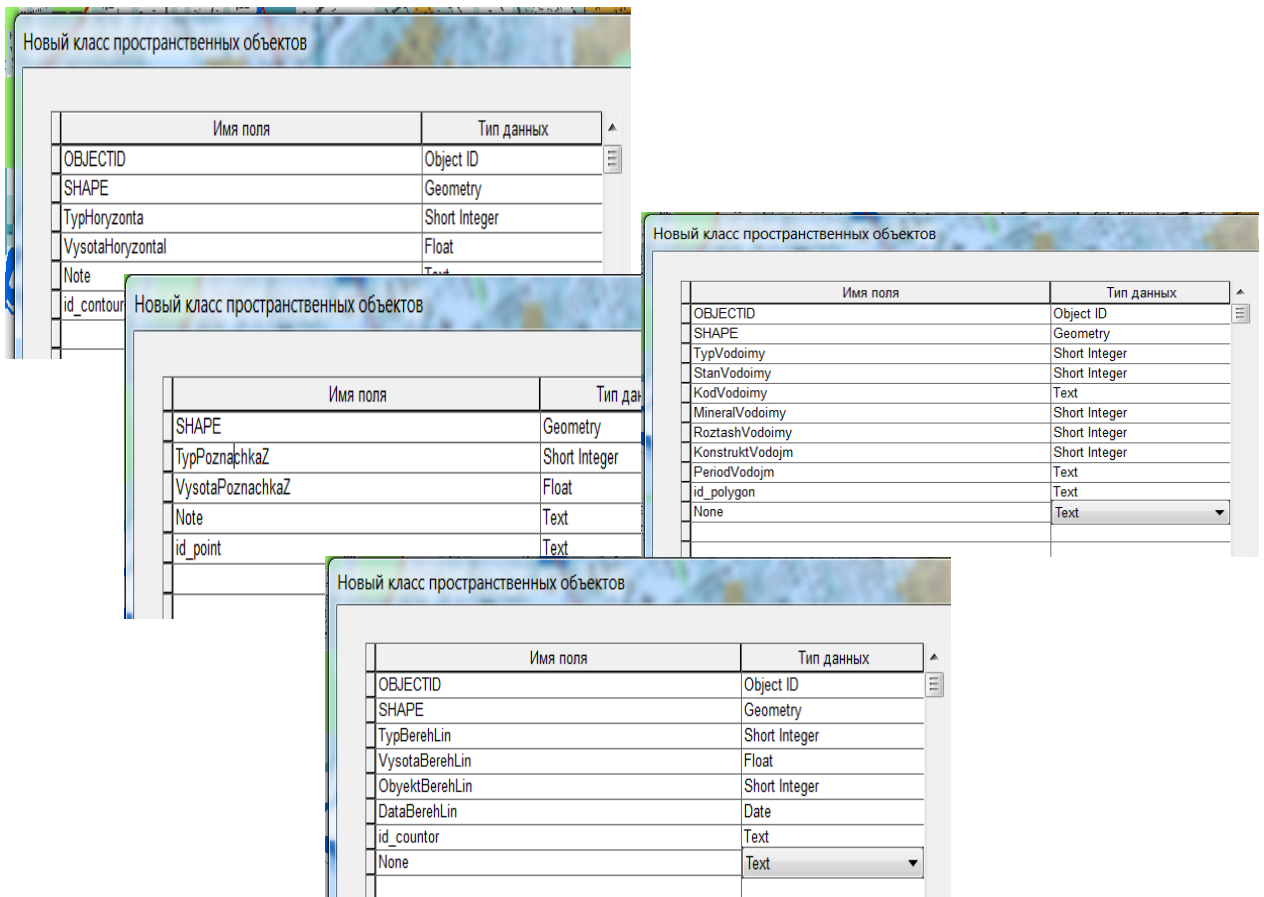 Новый класс пространственных объектов
Имя поля Тип данных
OBJECTID Object ID
SHAPE Geometry
TypHoryzonta Short Integer
VysotaHoryzontal Float
Note Text
id_contour
Новый класс пространственных объектов
Имя поля Тип дан
SHAPE Geometry
TypPoznachkaZ Short Integer
VysotaPoznachkaZ Float
Note Text
id_point Text
Новый класс пространственных объектов
Имя поля Тип данных
OBJECTID Object ID
SHAPE Geometry
TypVodoimy Short Integer
StanVodoimy Short Integer
KodVodoimy Text
MineralVodoimy Short Integer
RoztashVodoimy Short Integer
KonstruktVodojm Short Integer
PeriodVodojm Text
id_polygon Text
None Text
Новый класс пространственных объектов
Имя поля Тип данных
OBJECTID Object ID
SHAPE Geometry
TypBerehLin Short Integer
VysotaBerehLin Float
ObyektBerehLin Short Integer
DataBerehLin Date
id_countor Text
None Text